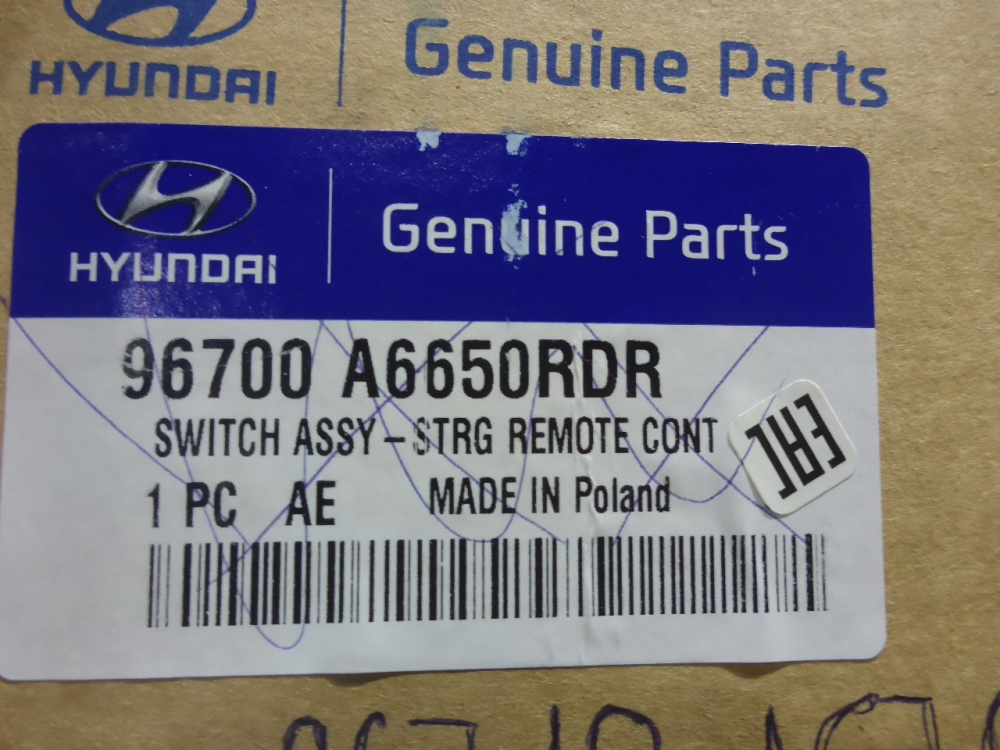 HYUNDAI Genuine Parts
HYUNDAI Genuine Parts
96700 A6650RDR
SWITCH ASSY-STRG REMOTE CONT
1 PC AE MADE IN Poland
EAC